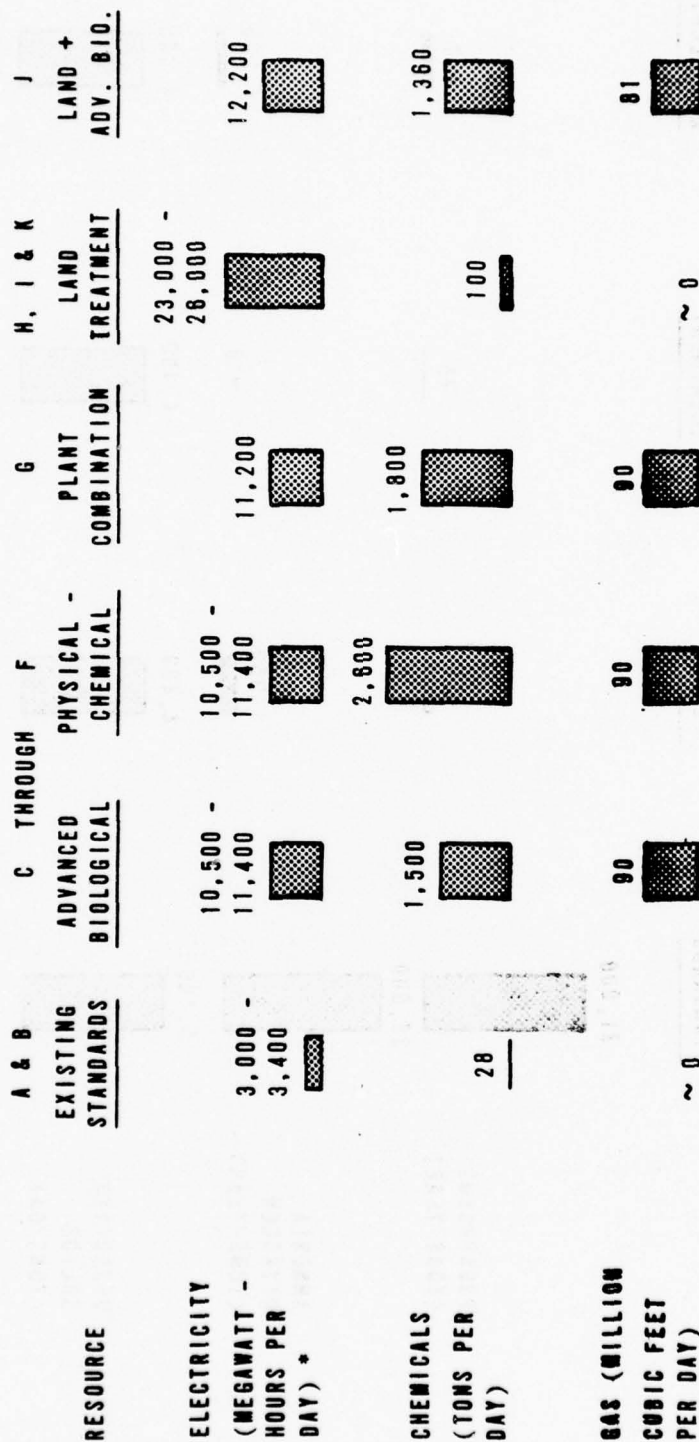 A & B
C THROUGH F
G
H, I & K
J
RESOURCE
EXISTING
STANDARDS
ADVANCED
BIOLOGICAL
PHYSICAL -
CHEMICAL
PLANT
COMBINATION
LAND
TREATMENT
LAND +
ADV. BIO.
ELECTRICITY
(MEGAWATT -
HOURS PER
DAY) *
3,000 -
3,400
10,500 -
11,400
10,500 -
11,400
11,200
23,000 -
26,000
12,200
CHEMICALS
(TONS PER
DAY)
28
1,500
1,800
100
1,360
GAS (MILLION
CUBIC FEET
PER DAY)
~ 0
90
90
90
~ 0
81